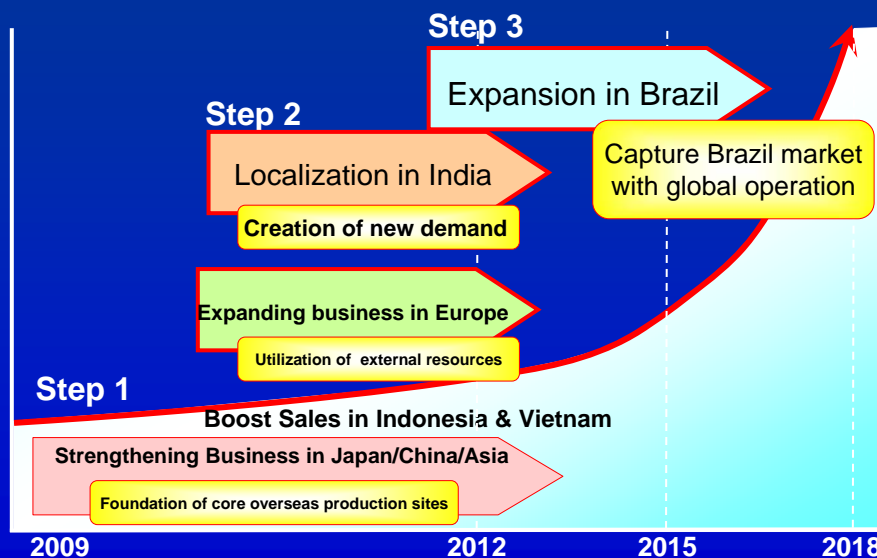 Step 3
Expansion in Brazil
Capture Brazil market
with global operation
Step 2
Localization in India
Creation of new demand
Expanding business in Europe
Utilization of  external resources
Step 1
Boost Sales in Indonesia & Vietnam
Strengthening Business in Japan/China/Asia
Foundation of core overseas production sites
2009 2012 2015 2018